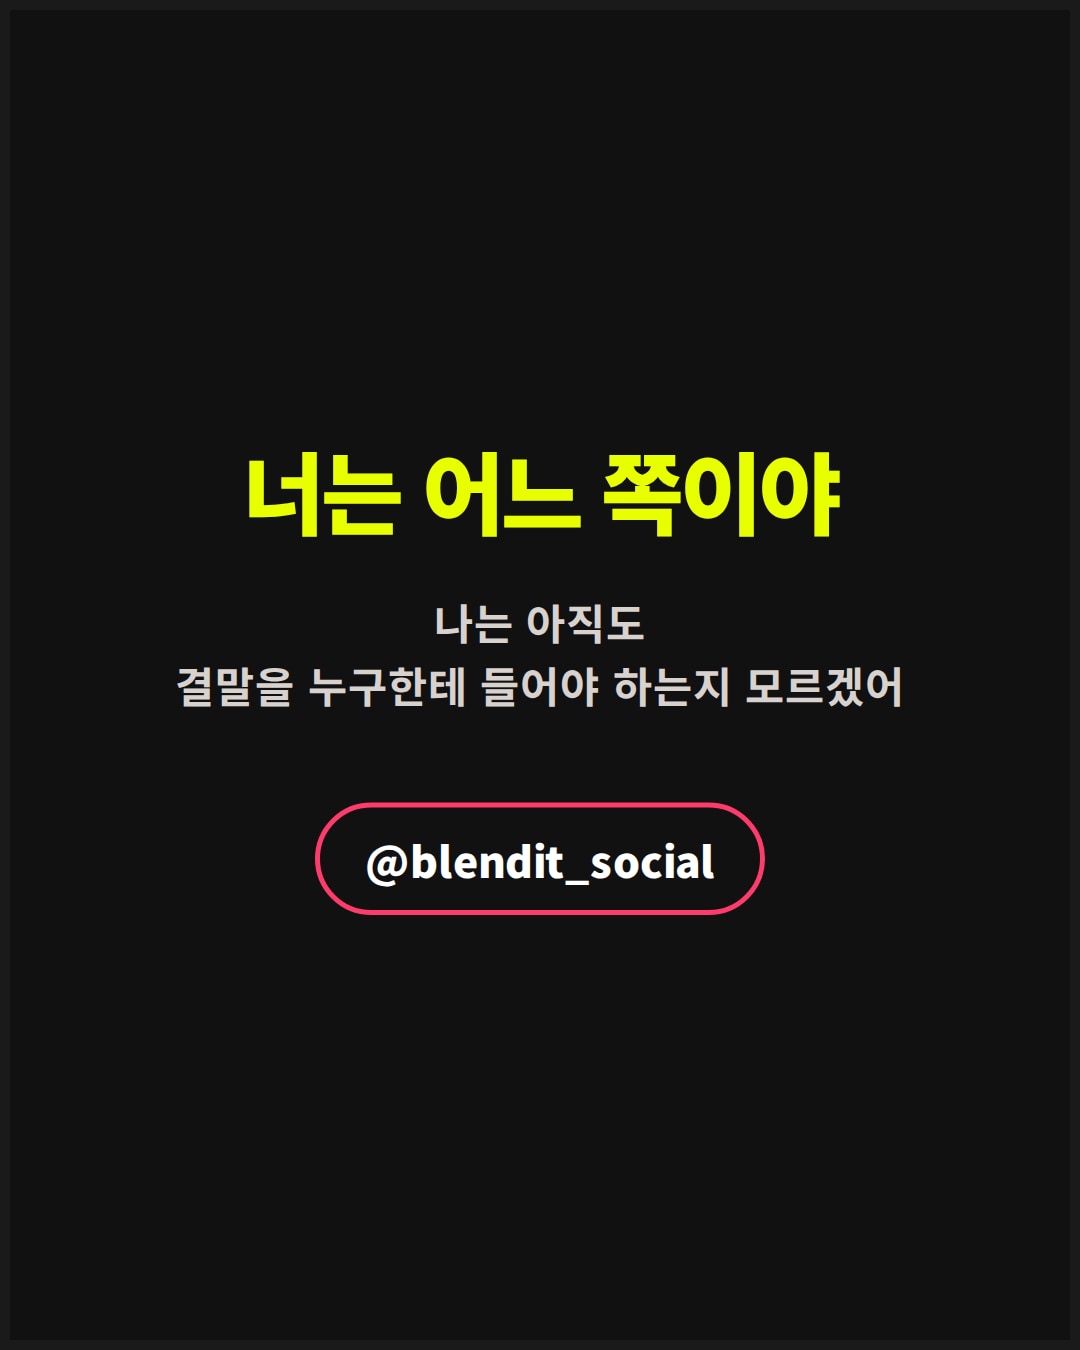 너는 어느 쪽이야
나는 아직도
결말을 누구한테 들어야 하는지 모르겠어
@blendit_social